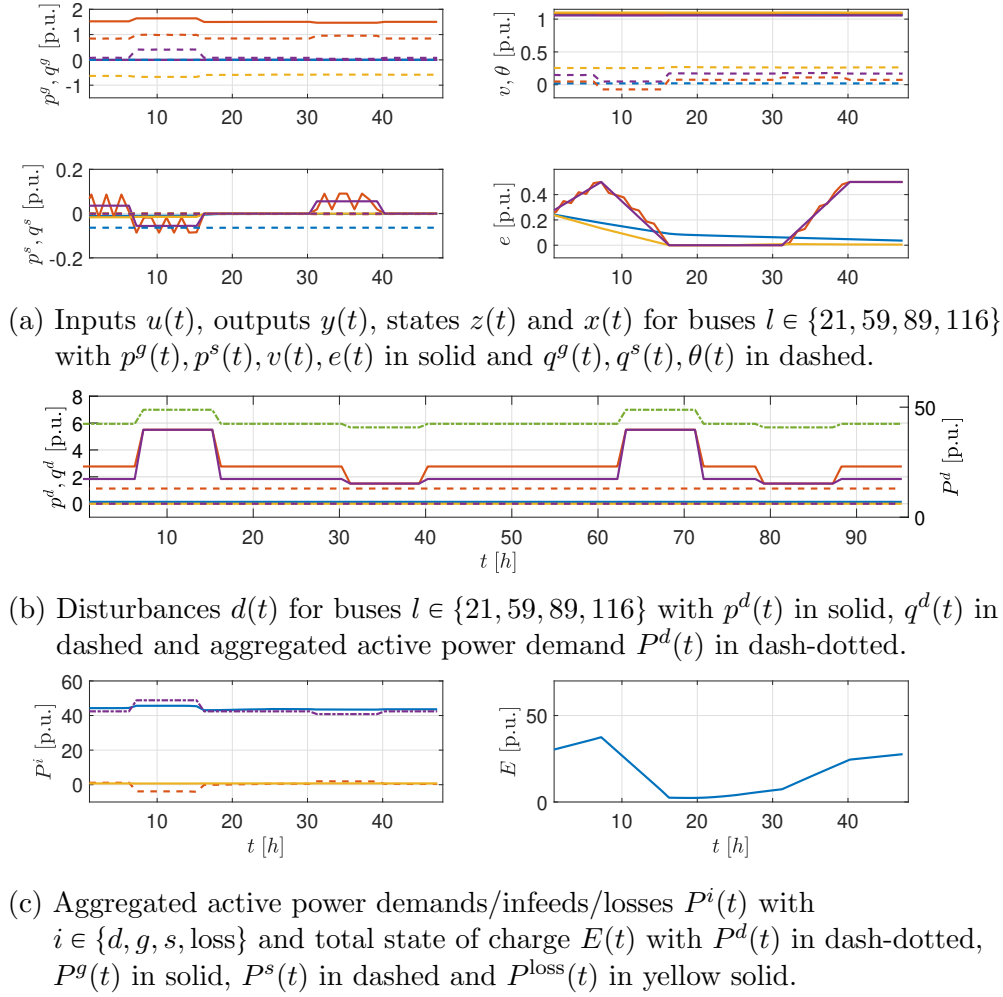 2
1
0
-1
p^g, q^g [p.u.]
10 20 30 40
1
0.5
0
v, θ [p.u.]
10 20 30 40
0.2
0
-0.2
p^s, q^s [p.u.]
10 20 30 40
0.4
0.2
0
e [p.u.]
10 20 30 40
(a) Inputs u(t), outputs y(t), states z(t) and x(t) for buses l ∈ {21, 59, 89, 116}
with p^g(t), p^s(t), v(t), e(t) in solid and q^g(t), q^s(t), θ(t) in dashed.
8
6
4
2
0
p^d, q^d [p.u.]
50
0
P^d [p.u.]
10 20 30 40 50 60 70 80 90
t [h]
(b) Disturbances d(t) for buses l ∈ {21, 59, 89, 116} with p^d(t) in solid, q^d(t) in
dashed and aggregated active power demand P^d(t) in dash-dotted.
60
40
20
0
P^i [p.u.]
10 20 30 40
t [h]
50
0
E [p.u.]
10 20 30 40
t [h]
(c) Aggregated active power demands/infeeds/losses P^i(t) with
i ∈ {d, g, s, loss} and total state of charge E(t) with P^d(t) in dash-dotted,
P^g(t) in solid, P^s(t) in dashed and P^loss(t) in yellow solid.